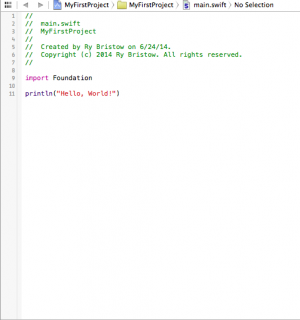 MyFirstProject 〉 MyFirstProject 〉 main.swift 〉 No Selection
1 //
2 //  main.swift
3 //  MyFirstProject
4 //
5 //  Created by Ry Bristow on 6/24/14.
6 //  Copyright (c) 2014 Ry Bristow. All rights reserved.
7 //
8
9 import Foundation
10
11 println("Hello, World!")